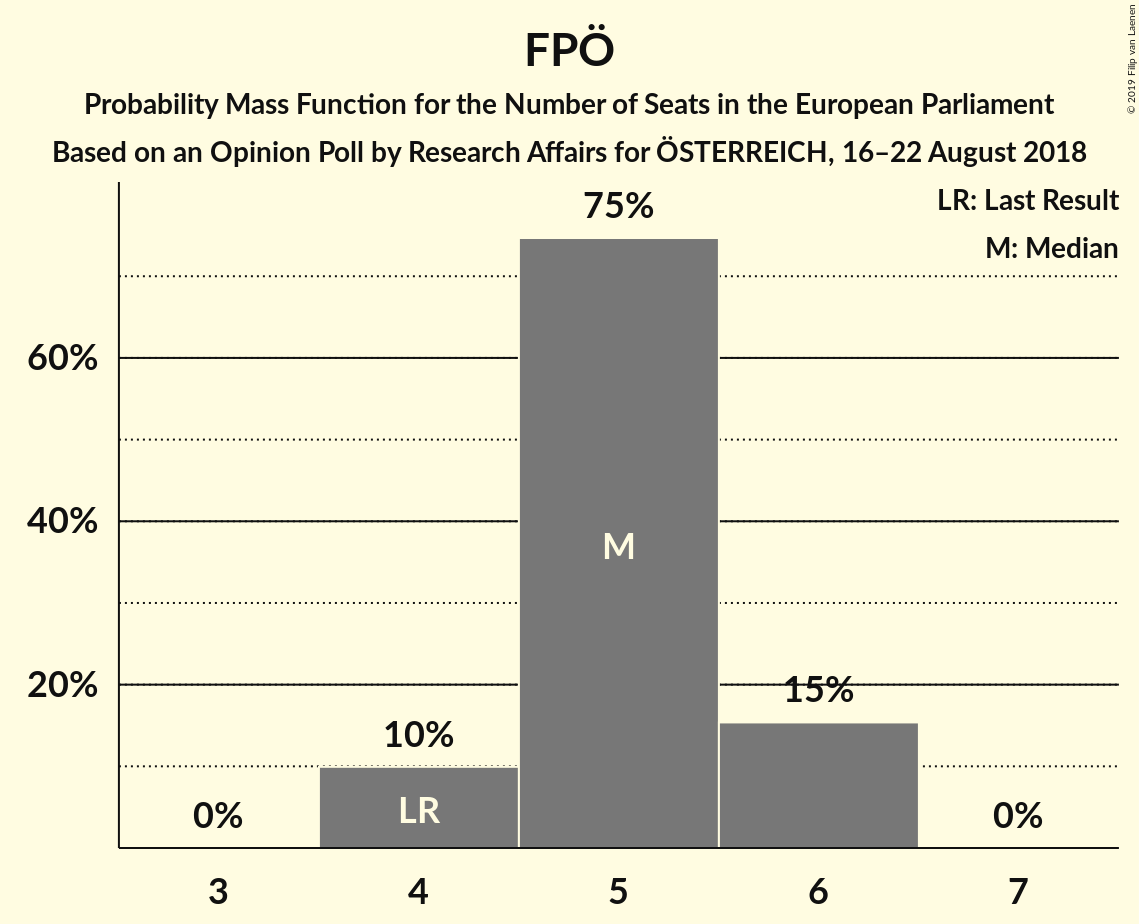 FPÖ
Probability Mass Function for the Number of Seats in the European Parliament
Based on an Opinion Poll by Research Affairs for ÖSTERREICH, 16–22 August 2018
© 2019 Filip van Laenen
LR: Last Result
M: Median
75%
60%
40%
M
20%
15%
10%
LR
0%
0%
3 4 5 6 7